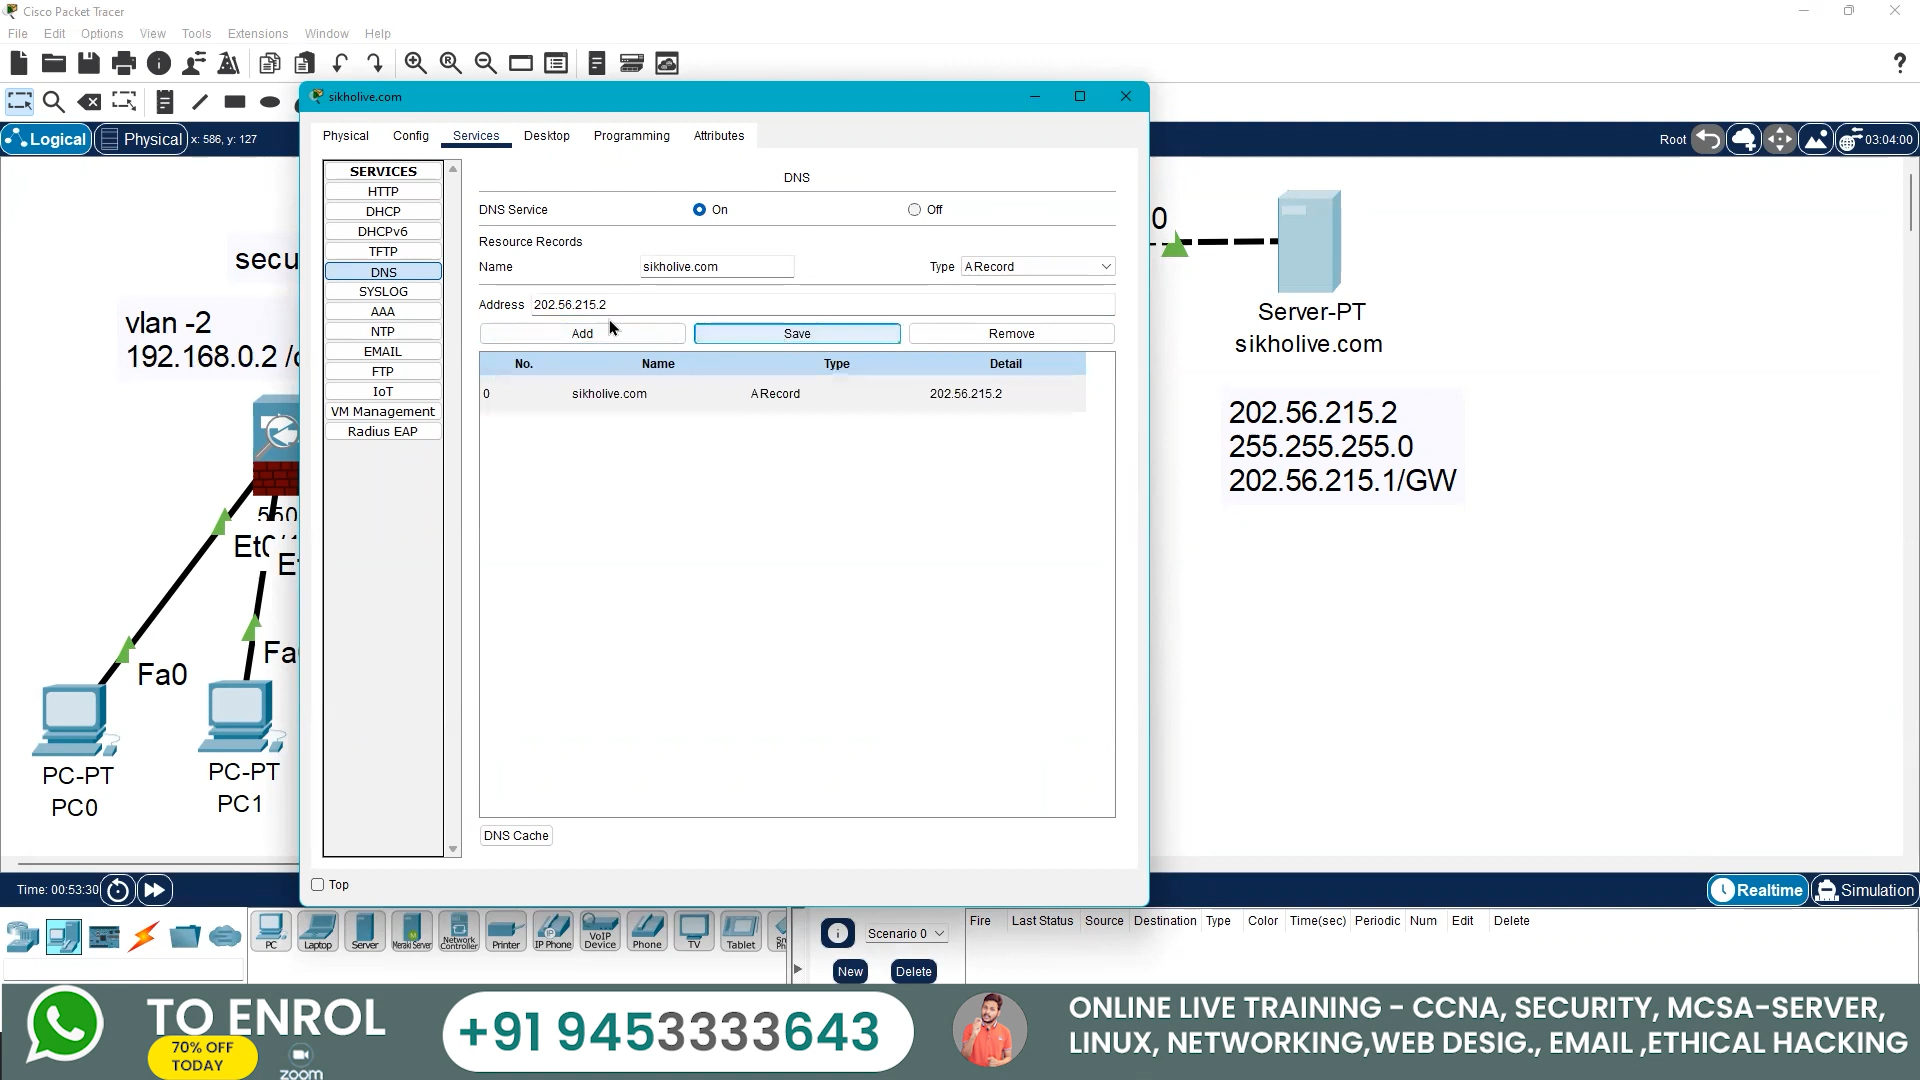 Cisco Packet Tracer
File Edit Options View Tools Extensions Window Help
Logical Physical x: 586, y: 127
Root 03:04:00
sikholive.com
Physical Config Services Desktop Programming Attributes
SERVICES
HTTP
DHCP
DHCPv6
TFTP
DNS
SYSLOG
AAA
NTP
EMAIL
FTP
IoT
VM Management
Radius EAP
DNS
DNS Service On Off
Resource Records
Name sikholive.com Type A Record
Address 202.56.215.2
Add Save Remove
No. Name Type Detail
0 sikholive.com A Record 202.56.215.2
DNS Cache
Top
secu
vlan -2
192.168.0.2 /
550
Fa0
Fa
PC-PT
PC0
PC-PT
PC1
0
Server-PT
sikholive.com
202.56.215.2
255.255.255.0
202.56.215.1/GW
Time: 00:53:30
Realtime Simulation
PC Laptop Server Meraki Server Network Controller Printer IP Phone VoIP Device Phone TV Tablet
Scenario 0
New Delete
Fire Last Status Source Destination Type Color Time(sec) Periodic Num Edit Delete
TO ENROL
70% OFF
TODAY
zoom
+91 9453333643
ONLINE LIVE TRAINING - CCNA, SECURITY, MCSA-SERVER,
LINUX, NETWORKING,WEB DESIG., EMAIL ,ETHICAL HACKING